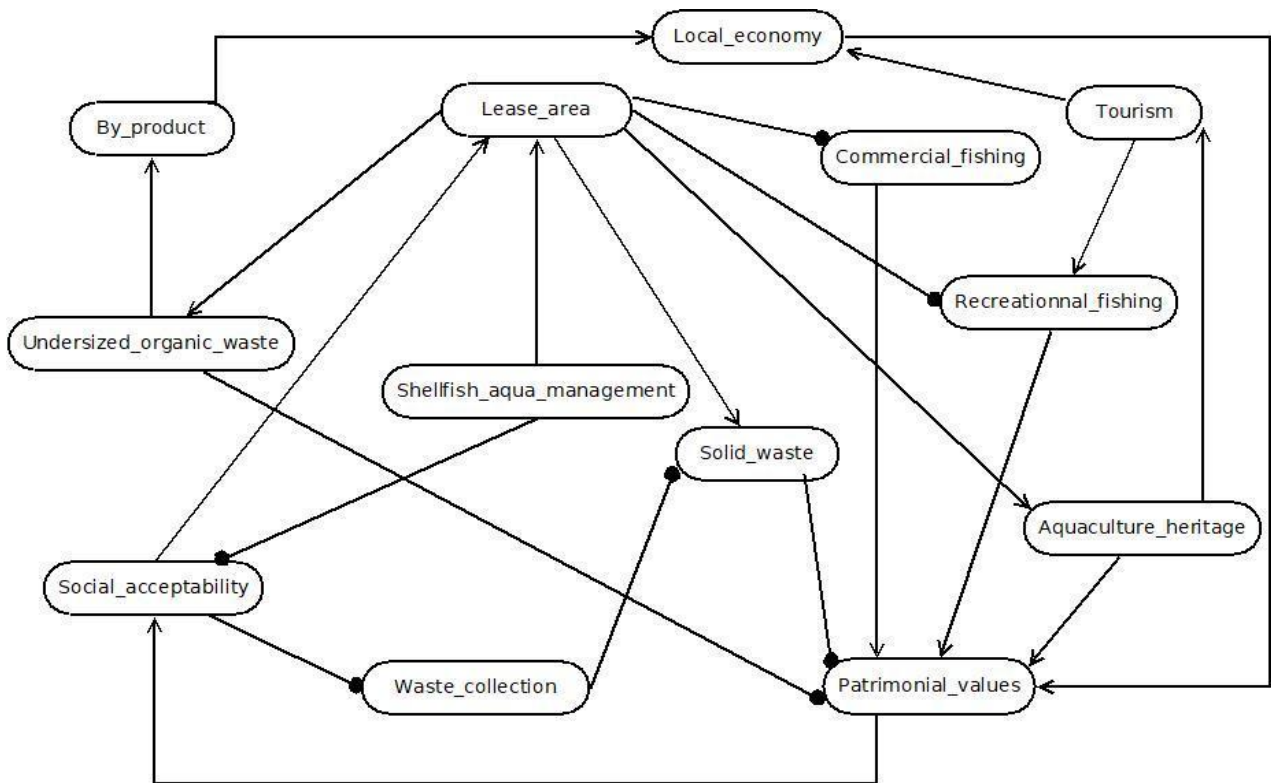 Local_economy
Lease_area
Tourism
By_product
Commercial_fishing
Recreationnal_fishing
Undersized_organic_waste
Shellfish_aqua_management
Solid_waste
Aquaculture_heritage
Social_acceptability
Waste_collection
Patrimonial_values